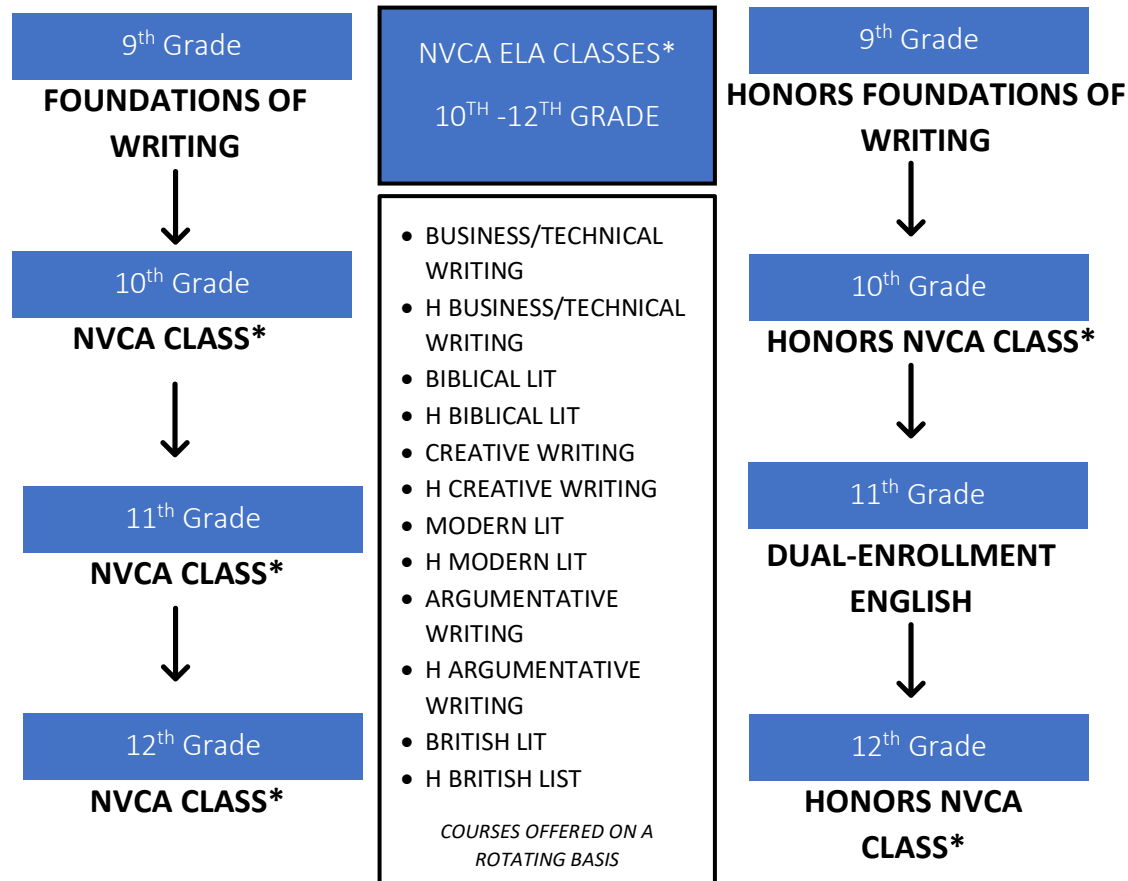 9th Grade
FOUNDATIONS OF
WRITING
10th Grade
NVCA CLASS*
11th Grade
NVCA CLASS*
12th Grade
NVCA CLASS*
NVCA ELA CLASSES*
10TH -12TH GRADE
• BUSINESS/TECHNICAL
WRITING
• H BUSINESS/TECHNICAL
WRITING
• BIBLICAL LIT
• H BIBLICAL LIT
• CREATIVE WRITING
• H CREATIVE WRITING
• MODERN LIT
• H MODERN LIT
• ARGUMENTATIVE
WRITING
• H ARGUMENTATIVE
WRITING
• BRITISH LIT
• H BRITISH LIST
COURSES OFFERED ON A
ROTATING BASIS
9th Grade
HONORS FOUNDATIONS OF
WRITING
10th Grade
HONORS NVCA CLASS*
11th Grade
DUAL-ENROLLMENT
ENGLISH
12th Grade
HONORS NVCA
CLASS*